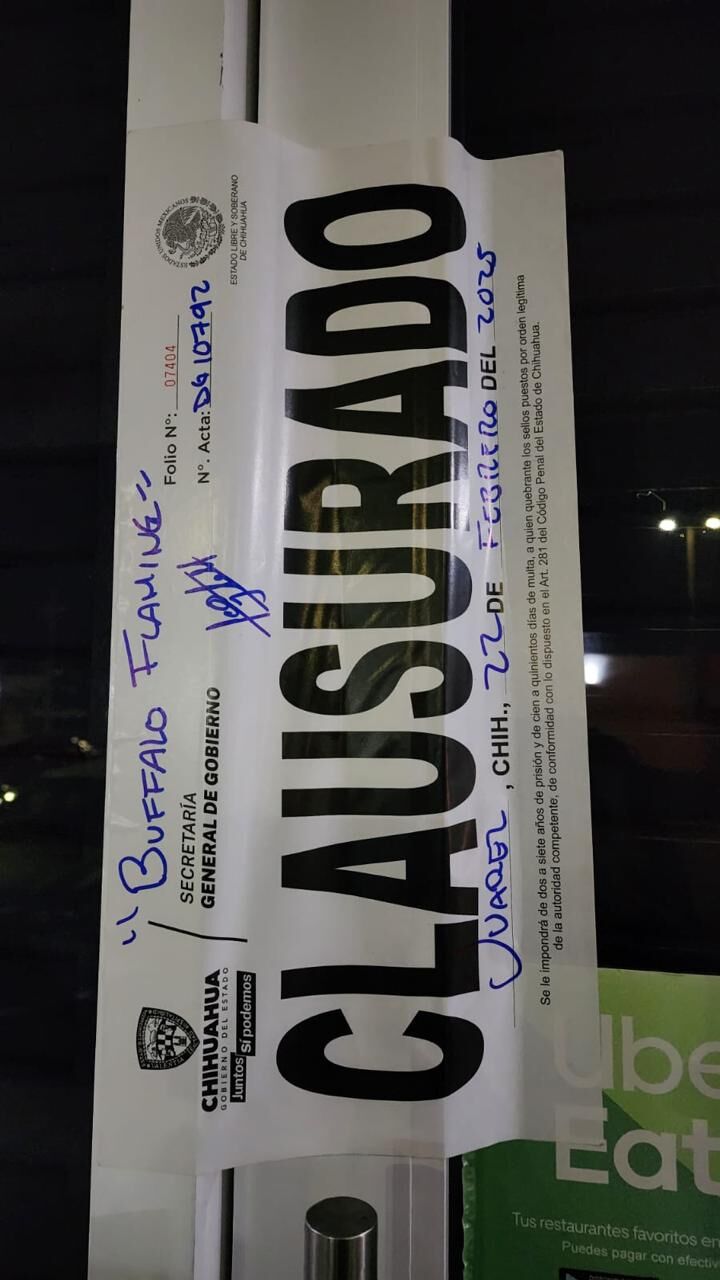 "BUFFALO FLAMING"
CHIHUAHUA
GOBIERNO DEL ESTADO
Juntos Sí podemos
SECRETARÍA
GENERAL DE GOBIERNO
Folio N°: 07404
N°. Acta: DG 10792
ESTADOS UNIDOS MEXICANOS
ESTADO LIBRE Y SOBERANO
DE CHIHUAHUA
CLAUSURADO
JUAREZ, CHIH., 22 DE FEBRERO DEL 2025
Se le impondrá de dos a siete años de prisión y de cien a quinientos días de multa, a quien quebrante los sellos puestos por orden legítima
de la autoridad competente, de conformidad con lo dispuesto en el Art. 281 del Código Penal del Estado de Chihuahua.
Ube
Eat
Tus restaurantes favoritos en
Puedes pagar con efectiv